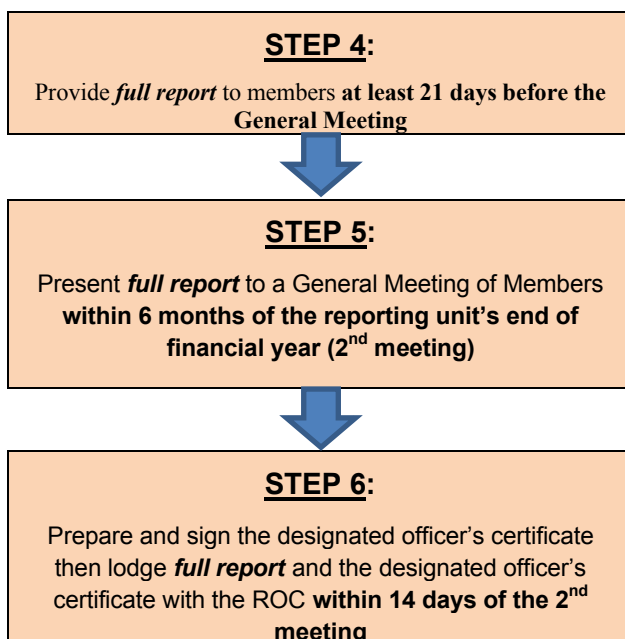 STEP 4:
Provide full report to members at least 21 days before the
General Meeting
STEP 5:
Present full report to a General Meeting of Members
within 6 months of the reporting unit's end of
financial year (2nd meeting)
STEP 6:
Prepare and sign the designated officer's certificate
then lodge full report and the designated officer's
certificate with the ROC within 14 days of the 2nd
meeting